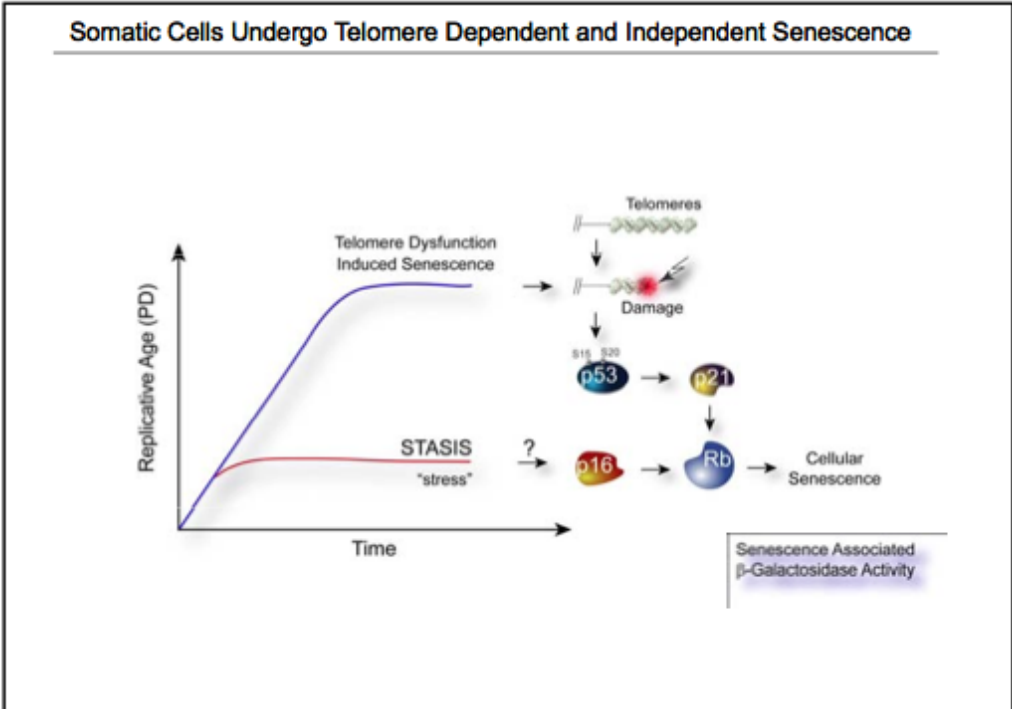 Somatic Cells Undergo Telomere Dependent and Independent Senescence
Replicative Age (PD)
Time
Telomere Dysfunction
Induced Senescence
STASIS
"stress"
?
Telomeres
Damage
S15 S20
p53
p21
p16
Rb
Cellular
Senescence
Senescence Associated
β-Galactosidase Activity